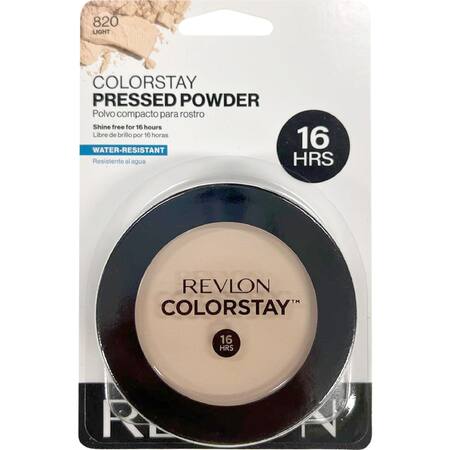 820
LIGHT
COLORSTAY
PRESSED POWDER
Polvo compacto para rostro
Shine free for 16 hours
Libre de brillo por 16 horas
WATER-RESISTANT
Resistente al agua
16
HRS
REVLON
COLORSTAY™
16
HRS
REVLON